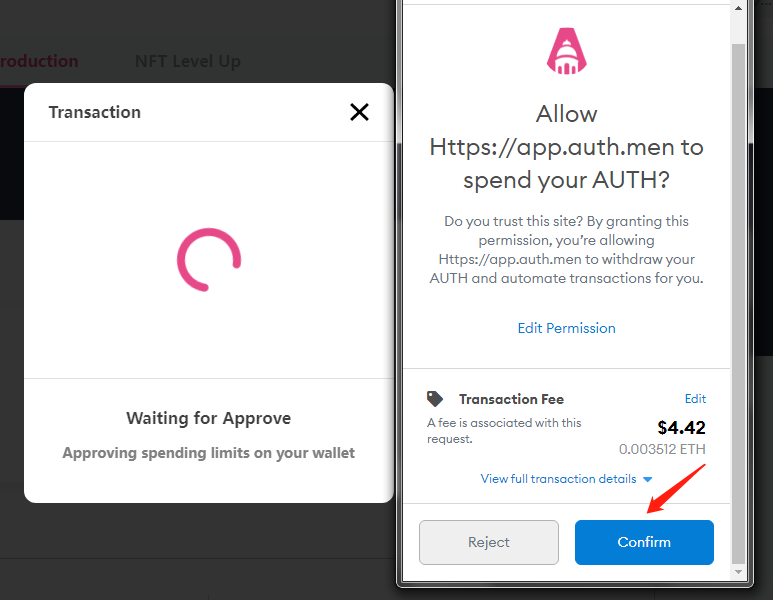 roduction
NFT Level Up
Transaction
Waiting for Approve
Approving spending limits on your wallet
Allow
Https://app.auth.men to
spend your AUTH?
Do you trust this site? By granting this
permission, you're allowing
Https://app.auth.men to withdraw your
AUTH and automate transactions for you.
Edit Permission
Transaction Fee
Edit
A fee is associated with this
request.
$4.42
0.003512 ETH
View full transaction details
Reject
Confirm